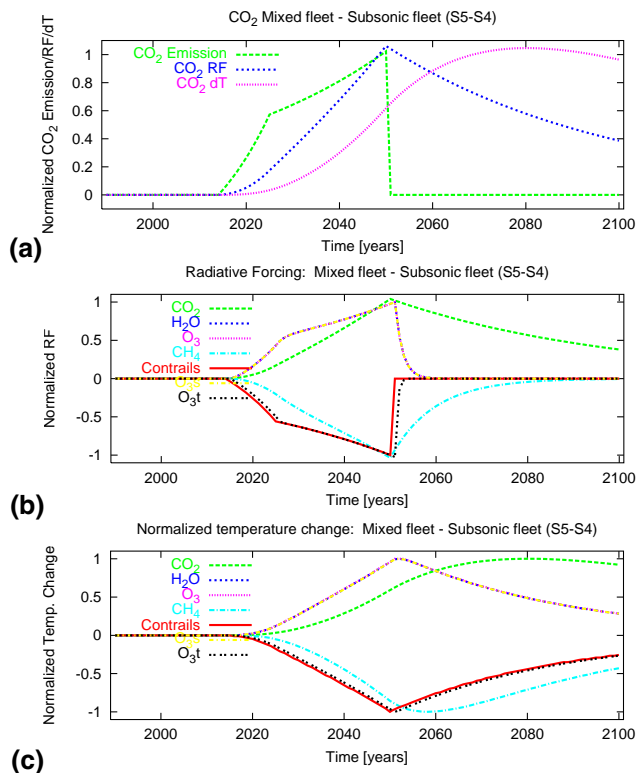 CO2 Mixed fleet - Subsonic fleet (S5-S4)
Normalized CO2 Emission/RF/dT
CO2 Emission
CO2 RF
CO2 dT
1
0.8
0.6
0.4
0.2
0
2000 2020 2040 2060 2080 2100
Time [years]
(a)
Radiative Forcing: Mixed fleet - Subsonic fleet (S5-S4)
Normalized RF
CO2
H2O
O3
CH4
Contrails
O3s
O3t
1
0.5
0
-0.5
-1
2000 2020 2040 2060 2080 2100
Time [years]
(b)
Normalized temperature change: Mixed fleet - Subsonic fleet (S5-S4)
Normalized Temp. Change
CO2
H2O
O3
CH4
Contrails
O3s
O3t
1
0.5
0
-0.5
-1
2000 2020 2040 2060 2080 2100
Time [years]
(c)